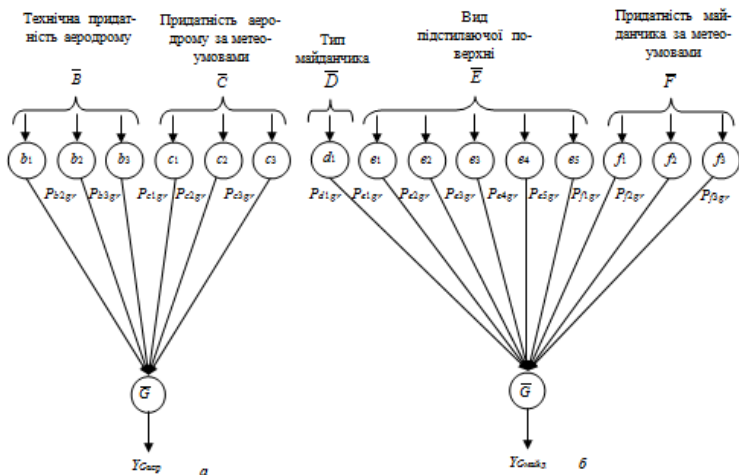 Технічна придат-
ність аеродрому
Придатність аеро-
дрому за метео-
умовами
Тип
майданчика
Вид
підстилаючої по-
верхні
Придатність май-
данчика за метео-
умовами
B
C
D
E
F
b1 b2 b3 c1 c2 c3 d1 e1 e2 e3 e4 e5 f1 f2 f3
Pb2gr Pb3gr Pc1gr Pc2gr Pc3gr Pd1gr Pe1gr Pe2gr Pe3gr Pe4gr Pe5gr Pf1gr Pf2gr Pf3gr
G
G
YGаер
а
YGмайд
б